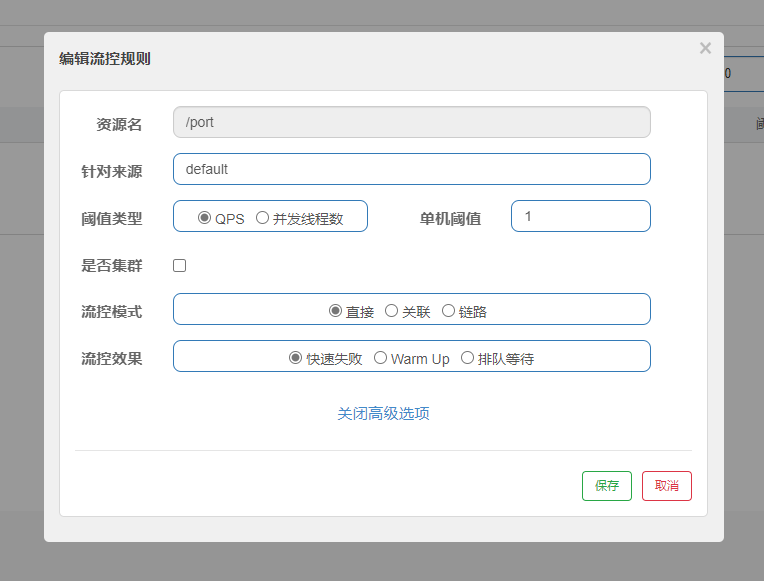 编辑流控规则
×
0
资源名 /port
阈
针对来源 default
阈值类型 QPS 并发线程数 单机阈值 1
是否集群
流控模式 直接 关联 链路
流控效果 快速失败 Warm Up 排队等待
关闭高级选项
保存 取消